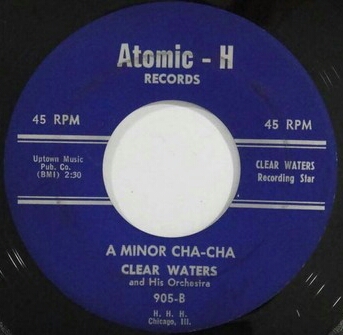 Atomic - H
RECORDS
45 RPM
45 RPM
Uptown Music
Pub. Co.
(BMI) 2:30
CLEAR WATERS
Recording Star
A MINOR CHA-CHA
CLEAR WATERS
and His Orchestra
905-B
H. H. H.
Chicago, Ill.